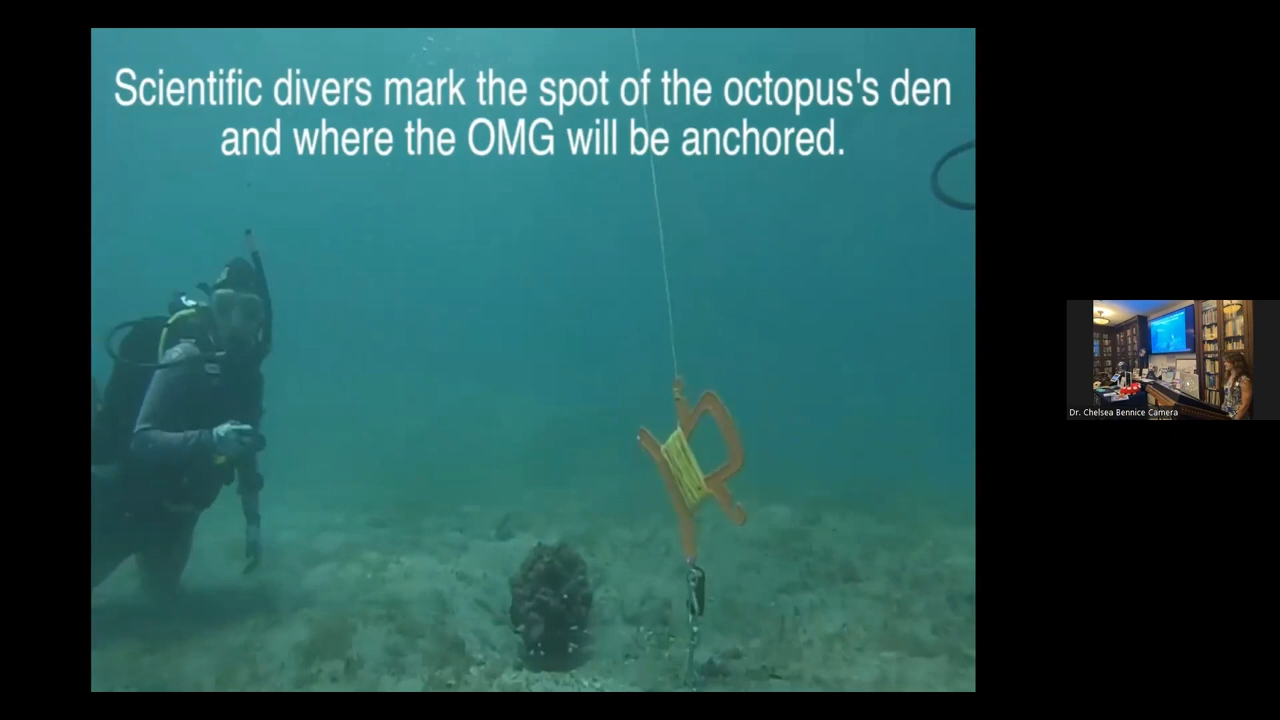 Scientific divers mark the spot of the octopus's den
and where the OMG will be anchored.
Dr. Chelsea Bennice Camera